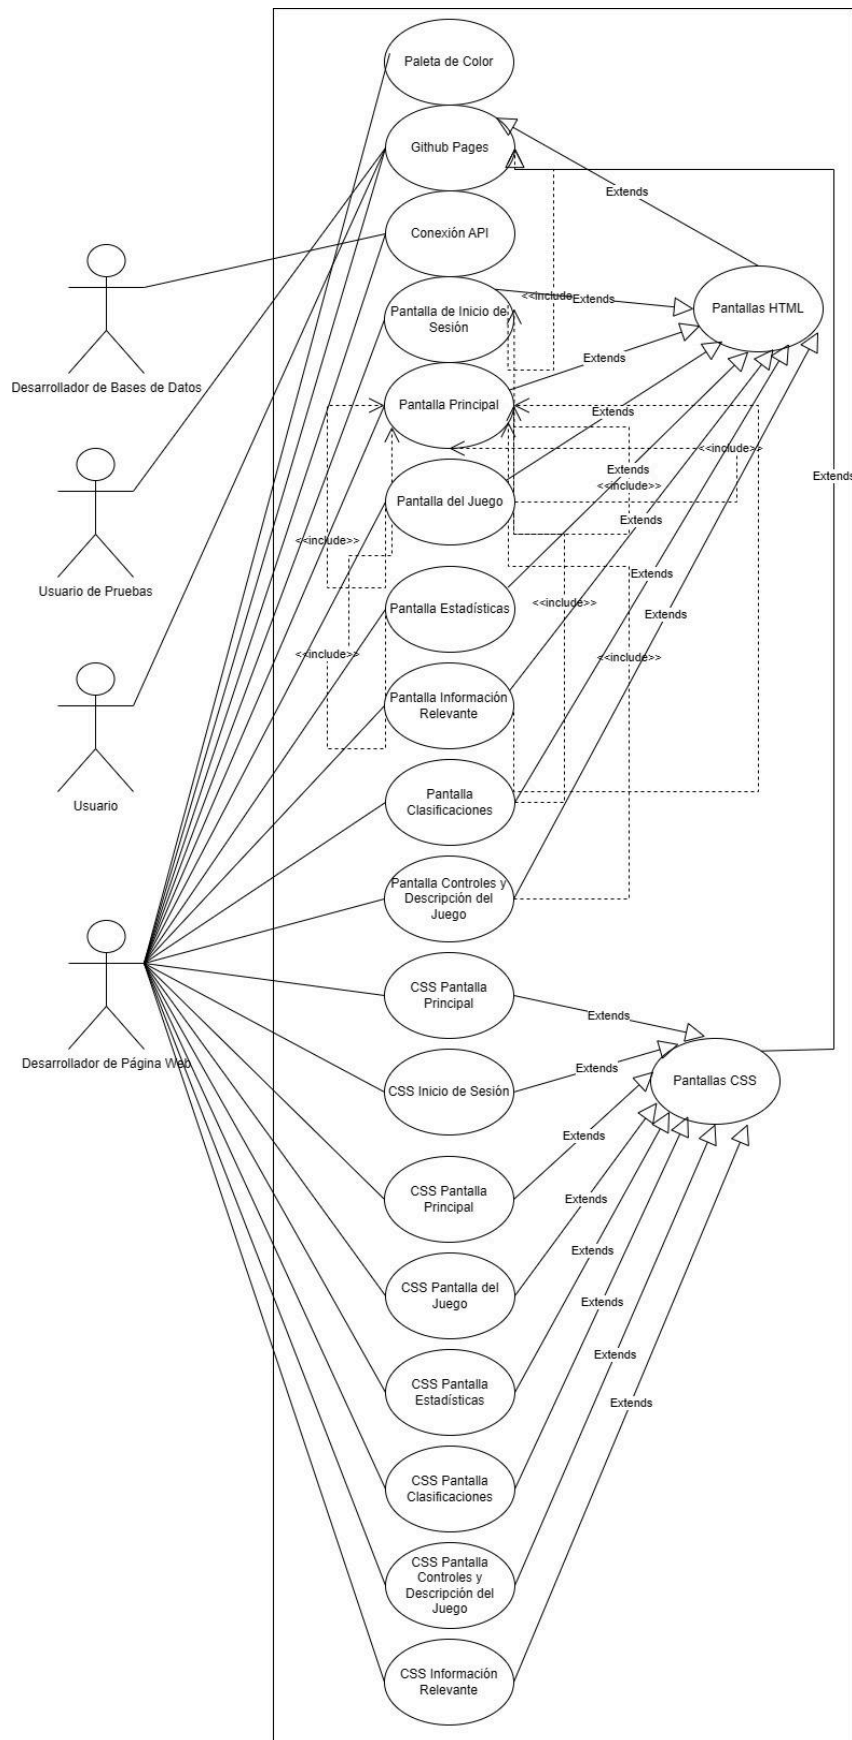 Paleta de Color
Github Pages
Extends
Conexión API
<<include
Extends
Pantalla de Inicio de
Sesión
Pantallas HTML
Desarrollador de Bases de Datos
Extends
Pantalla Principal
Extends
<<include>>
Extends
Extends
<<include>>
Pantalla del Juego
Extends
<<include>>
Extends
Usuario de Pruebas
Pantalla Estadísticas
<<include>>
Extends
<<include>>
<<include>>
Pantalla Información
Relevante
Usuario
Pantalla
Clasificaciones
Pantalla Controles y
Descripción del
Juego
CSS Pantalla
Principal
Extends
Desarrollador de Página Web
Extends
CSS Inicio de Sesión
Pantallas CSS
Extends
CSS Pantalla
Principal
Extends
Extends
CSS Pantalla del
Juego
Extends
Extends
CSS Pantalla
Estadísticas
Extends
CSS Pantalla
Clasificaciones
CSS Pantalla
Controles y
Descripción del
Juego
CSS Información
Relevante